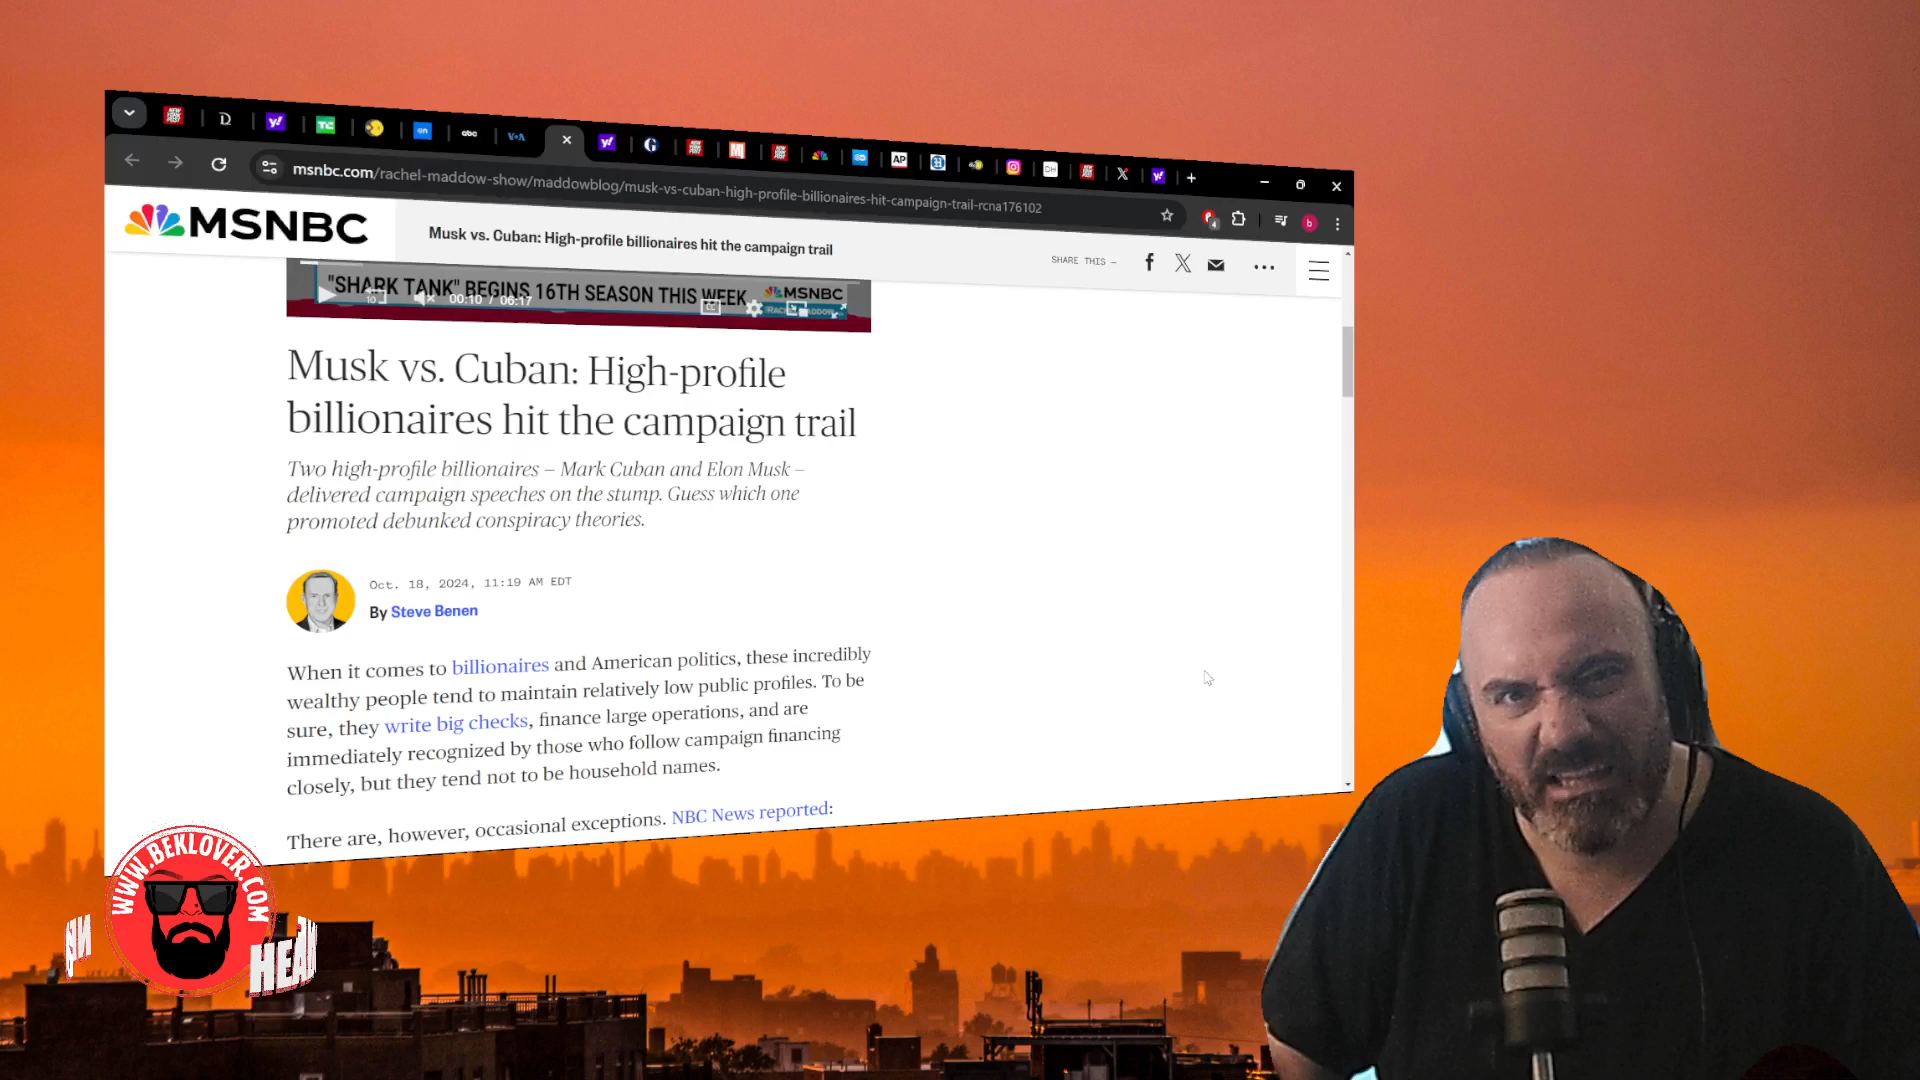 abc
VOA
AP
DH
msnbc.com/rachel-maddow-show/maddowblog/musk-vs-cuban-high-profile-billionaires-hit-campaign-trail-rcna176102
4
b
MSNBC
Musk vs. Cuban: High-profile billionaires hit the campaign trail
SHARE THIS —
"SHARK TANK" BEGINS 16TH SEASON THIS WEEK
MSNBC
10
00:10 / 06:17
Musk vs. Cuban: High-profile
billionaires hit the campaign trail
Two high-profile billionaires — Mark Cuban and Elon Musk —
delivered campaign speeches on the stump. Guess which one
promoted debunked conspiracy theories.
Oct. 18, 2024, 11:19 AM EDT
By Steve Benen
When it comes to billionaires and American politics, these incredibly
wealthy people tend to maintain relatively low public profiles. To be
sure, they write big checks, finance large operations, and are
immediately recognized by those who follow campaign financing
closely, but they tend not to be household names.
There are, however, occasional exceptions. NBC News reported:
WWW.BEKLOVER.COM